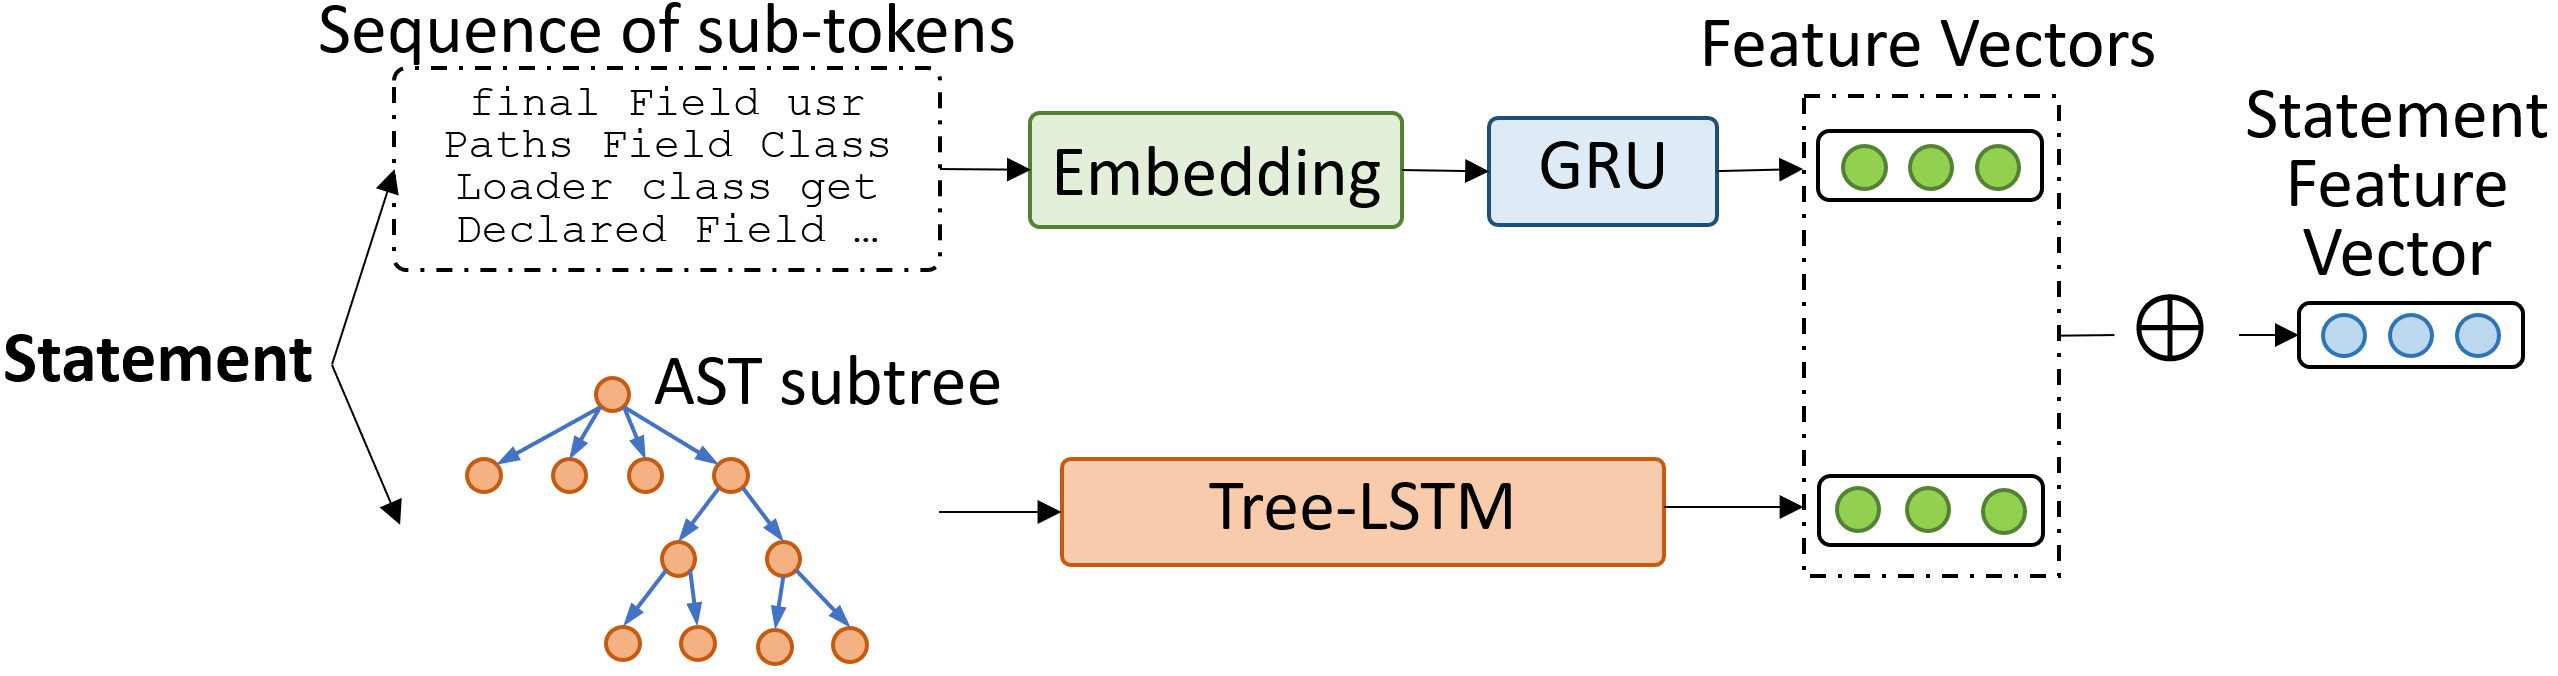 Sequence of sub-tokens
final Field usr
Paths Field Class
Loader class get
Declared Field …
Embedding
GRU
Feature Vectors
Statement
Feature
Vector
Statement
AST subtree
Tree-LSTM